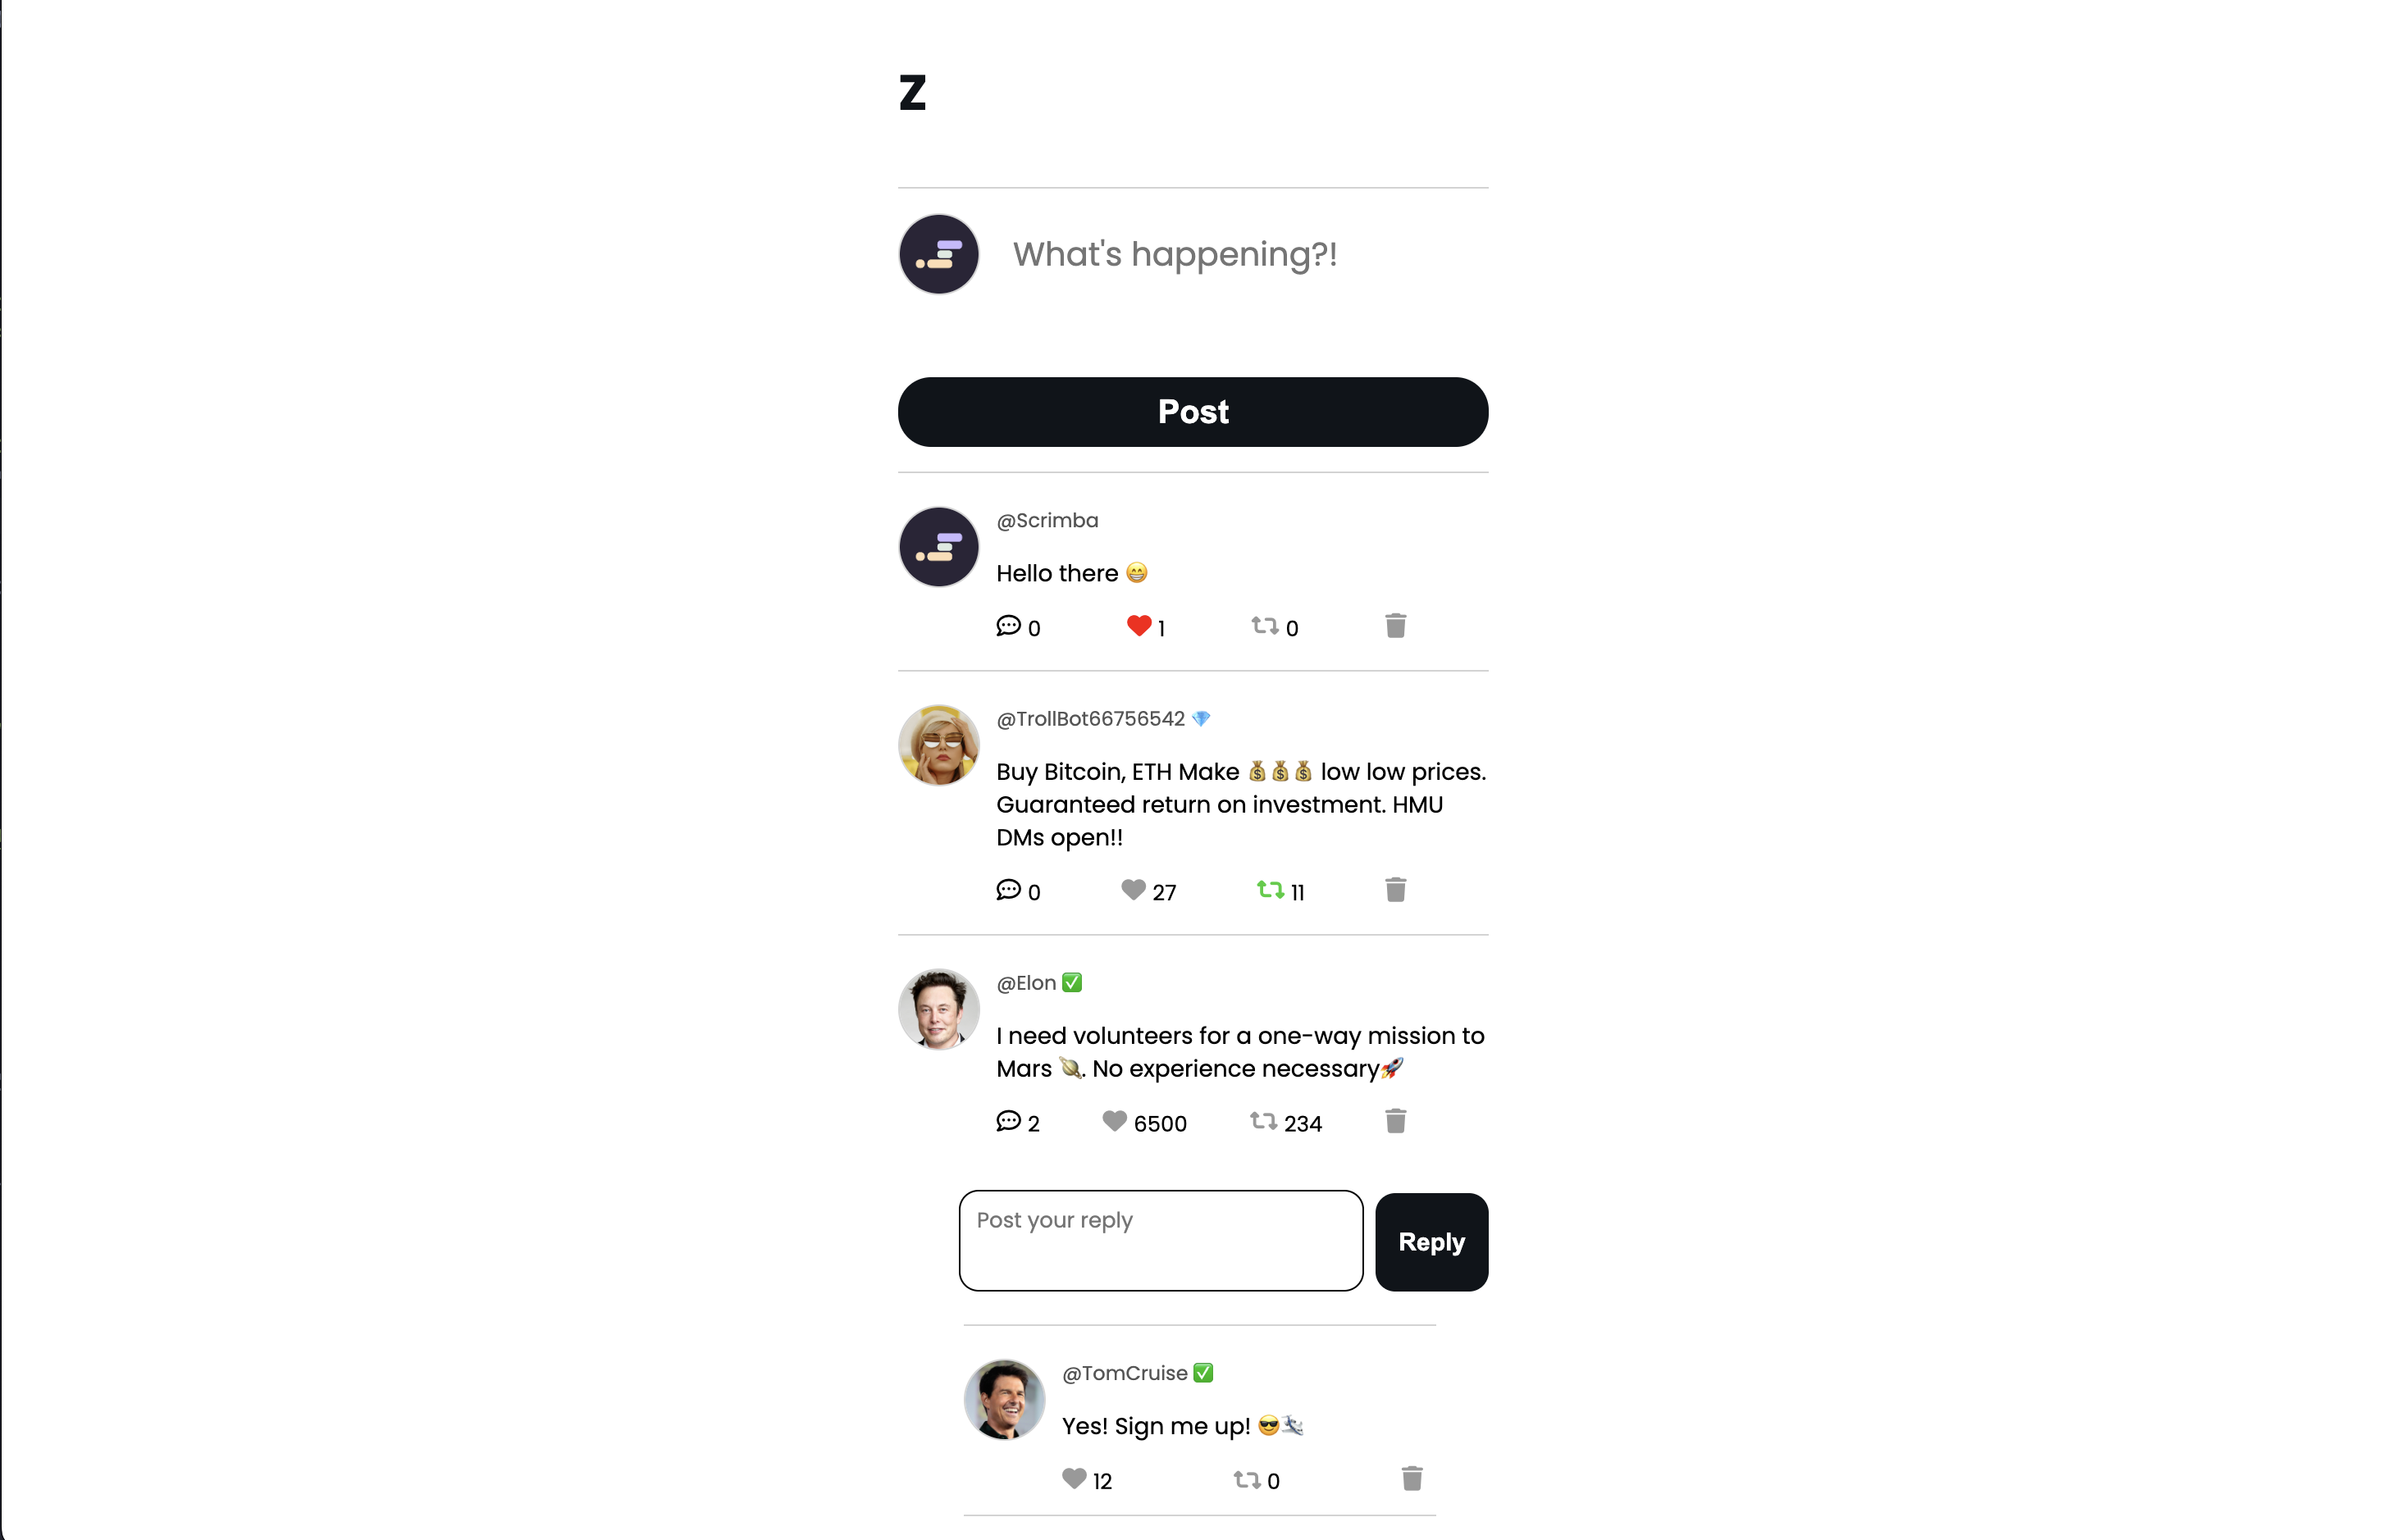 Z
What's happening?!
Post
@Scrimba
Hello there 😁
0 1 0
@TrollBot66756542 💎
Buy Bitcoin, ETH Make 💰💰💰 low low prices.
Guaranteed return on investment. HMU
DMs open!!
0 27 11
@Elon ✅
I need volunteers for a one-way mission to
Mars 🪐. No experience necessary🚀
2 6500 234
Post your reply
Reply
@TomCruise ✅
Yes! Sign me up! 😎🛩
12 0